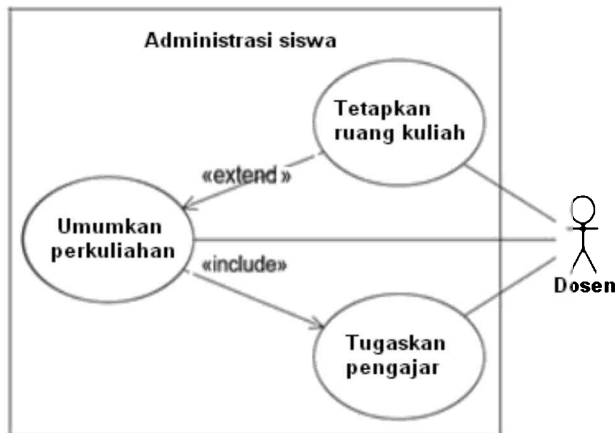 Administrasi siswa
Tetapkan
ruang kuliah
«extend»
Umumkan
perkuliahan
«include»
Dosen
Tugaskan
pengajar